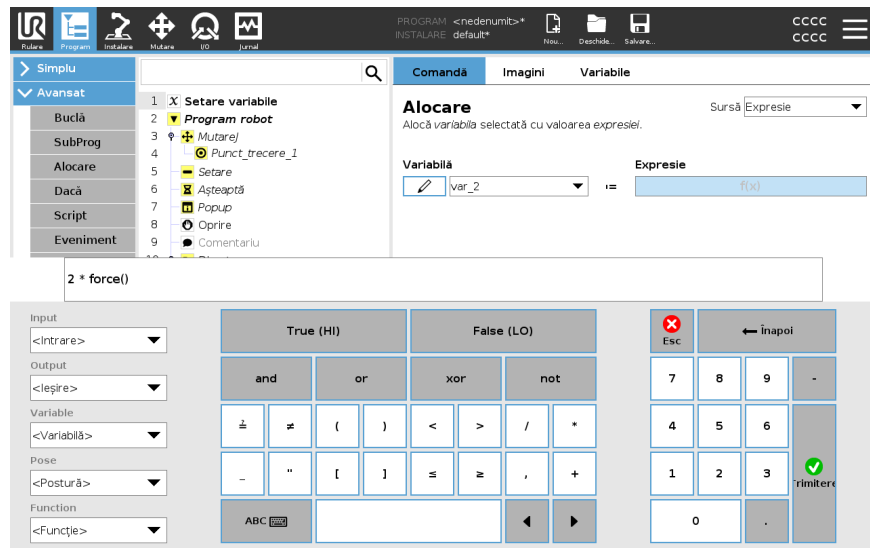 PROGRAM <nedenumit>*
INSTALARE default*
CCCC
CCCC
Rulare Program Instalare Mutare I/O Jurnal Nou... Deschide... Salvare...
Simplu
Avansat
Buclă
SubProg
Alocare
Dacă
Script
Eveniment
1 X Setare variabile
2 Program robot
3 MutareJ
4 Punct_trecere_1
5 Setare
6 Așteaptă
7 Popup
8 Oprire
9 Comentariu
Comandă Imagini Variabile
Alocare
Sursă Expresie
Alocă variabila selectată cu valoarea expresiei.
Variabilă Expresie
var_2 := f(x)
2 * force()
Input
<Intrare>
Output
<Ieșire>
Variable
<Variabilă>
Pose
<Postură>
Function
<Funcție>
True (HI) False (LO)
and or xor not
≟ ≠ ( ) < > / *
_ " [ ] ≤ ≥ , +
ABC
Esc Înapoi
7 8 9 -
4 5 6
1 2 3
Trimitere
0 .